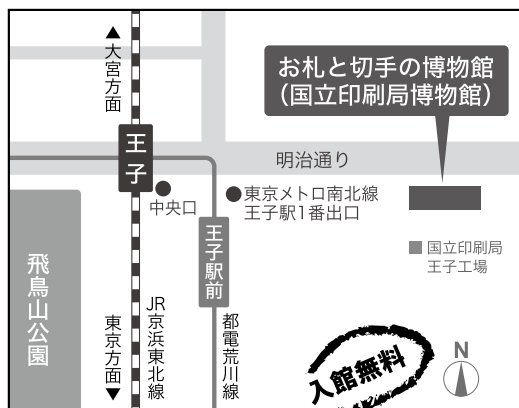 ▲大宮方面
お札と切手の博物館
（国立印刷局博物館）
王子
明治通り
中央口
東京メトロ南北線
王子駅1番出口
王子駅前
国立印刷局
王子工場
飛鳥山公園
東京方面▼
JR京浜東北線
都電荒川線
入館無料
N